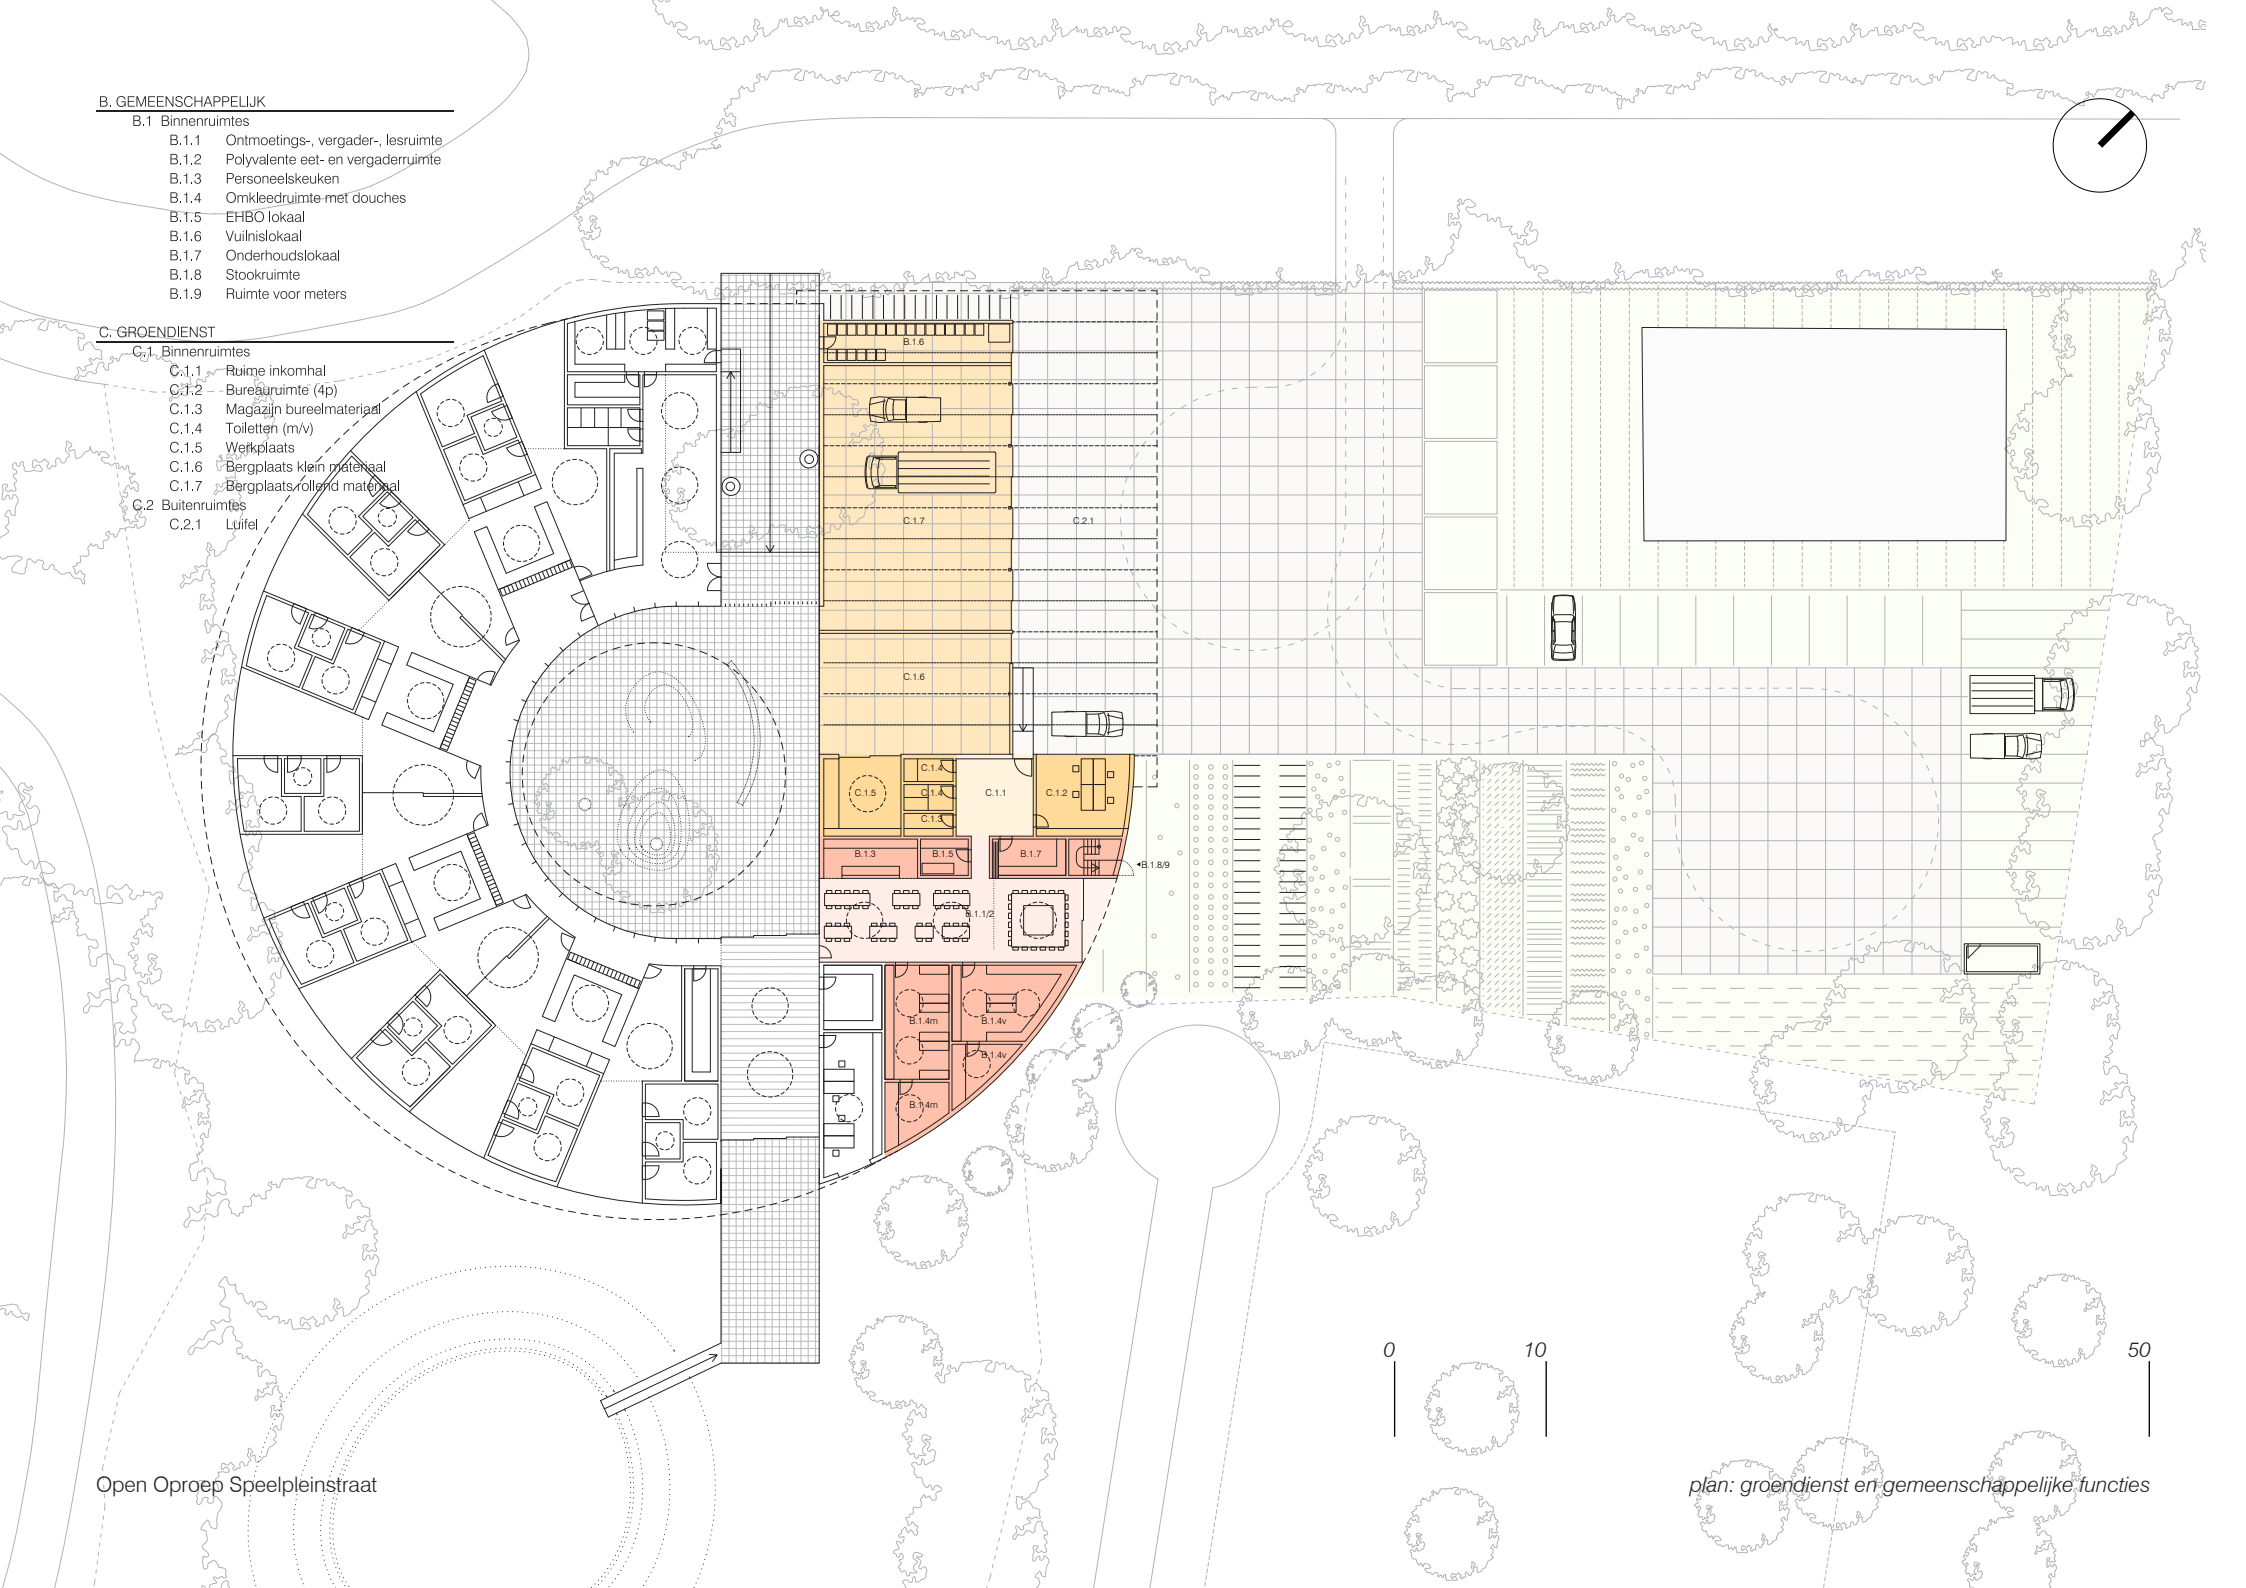 B. GEMEENSCHAPPELIJK
B.1 Binnenruimtes
B.1.1 Ontmoetings-, vergader-, lesruimte
B.1.2 Polyvalente eet- en vergaderruimte
B.1.3 Personeelskeuken
B.1.4 Omkleedruimte met douches
B.1.5 EHBO lokaal
B.1.6 Vuilnislokaal
B.1.7 Onderhoudslokaal
B.1.8 Stookruimte
B.1.9 Ruimte voor meters
C. GROENDIENST
C.1 Binnenruimtes
C.1.1 Ruime inkomhal
C.1.2 Bureauruimte (4p)
C.1.3 Magazijn bureelmateriaal
C.1.4 Toiletten (m/v)
C.1.5 Werkplaats
C.1.6 Bergplaats klein materiaal
C.1.7 Bergplaats rollend materiaal
C.2 Buitenruimtes
C.2.1 Luifel
B.1.6
C.1.7
C.2.1
C.1.6
C.1.4
C.1.5
C.1.4
C.1.1
C.1.2
C.1.3
B.1.3
B.1.5
B.1.7
B.1.8/9
B.1.1/2
B.1.4m
B.1.4v
B.1.4v
B.1.4m
0
10
50
Open Oproep Speelpleinstraat
plan: groendienst en gemeenschappelijke functies